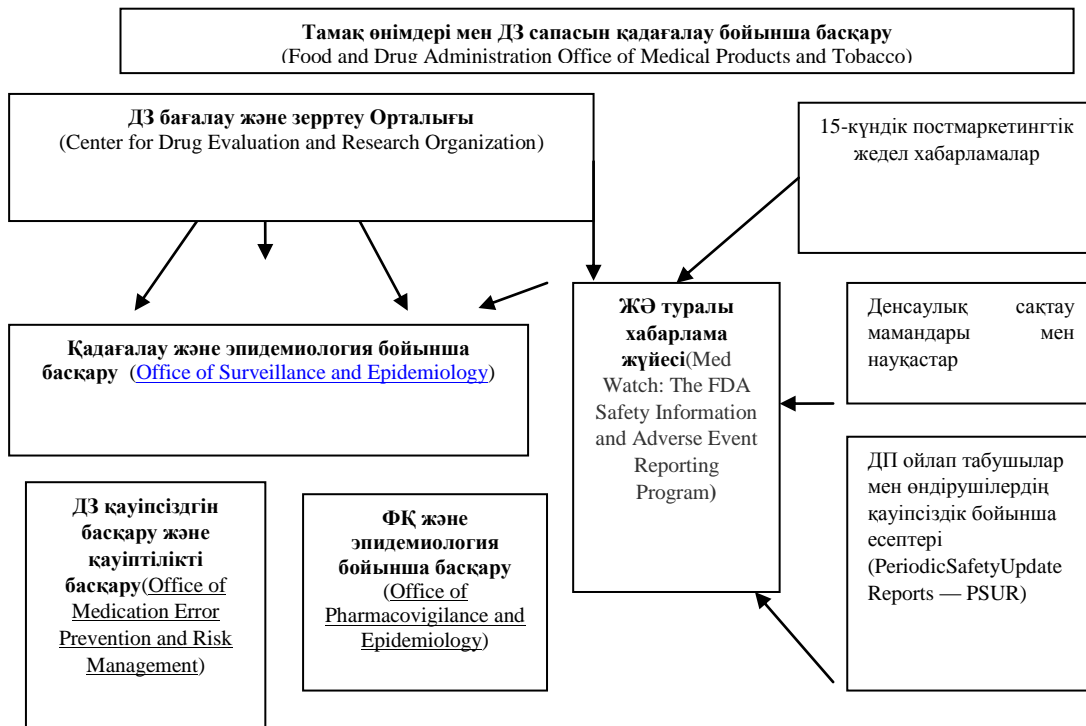 Тамақ өнімдері мен ДЗ сапасын қадағалау бойынша басқару
(Food and Drug Administration Office of Medical Products and Tobacco)
ДЗ бағалау және зерртеу Орталығы
(Center for Drug Evaluation and Research Organization)
15-күндік постмаркетингтік
жедел хабарламалар
Қадағалау және эпидемиология бойынша
басқару (Office of Surveillance and Epidemiology)
ЖӘ туралы
хабарлама
жүйесі(Med
Watch: The FDA
Safety Information
and Adverse Event
Reporting
Program)
Денсаулық сақтау
мамандары мен
науқастар
ДЗ қауіпсіздгін
басқару және
қауіптілікті
басқару(Office of
Medication Error
Prevention and Risk
Management)
ФҚ және
эпидемиология
бойынша басқару
(Office of
Pharmacovigilance and
Epidemiology)
ДП ойлап табушылар
мен өндірушілердің
қауіпсіздік бойынша
есептері
(PeriodicSafetyUpdate
Reports — PSUR)